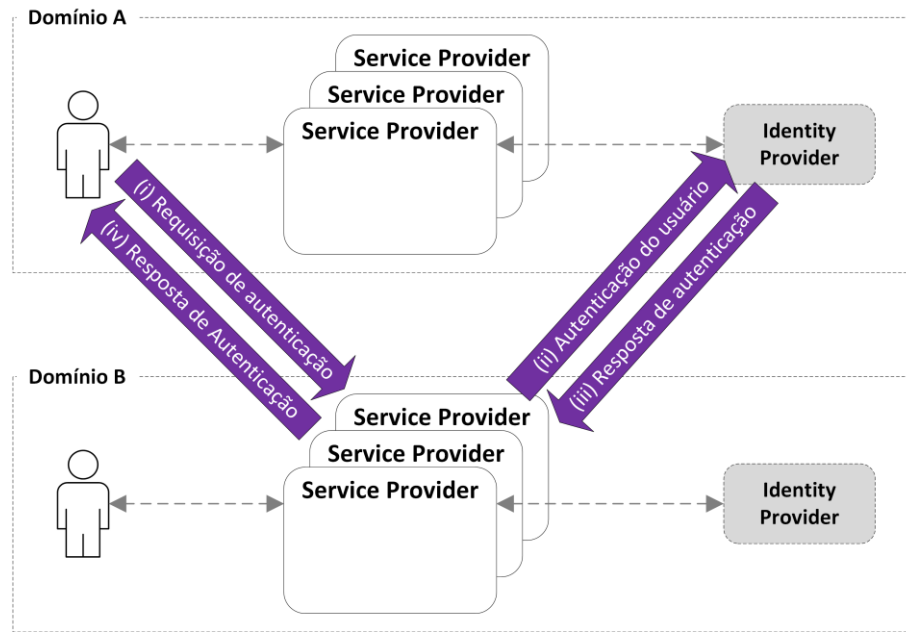 Domínio A
Service Provider
Service Provider
Service Provider
Identity
Provider
(i) Requisição de autenticação
(iv) Resposta de Autenticação
(ii) Autenticação do usuário
(iii) Resposta de autenticação
Domínio B
Service Provider
Service Provider
Service Provider
Identity
Provider